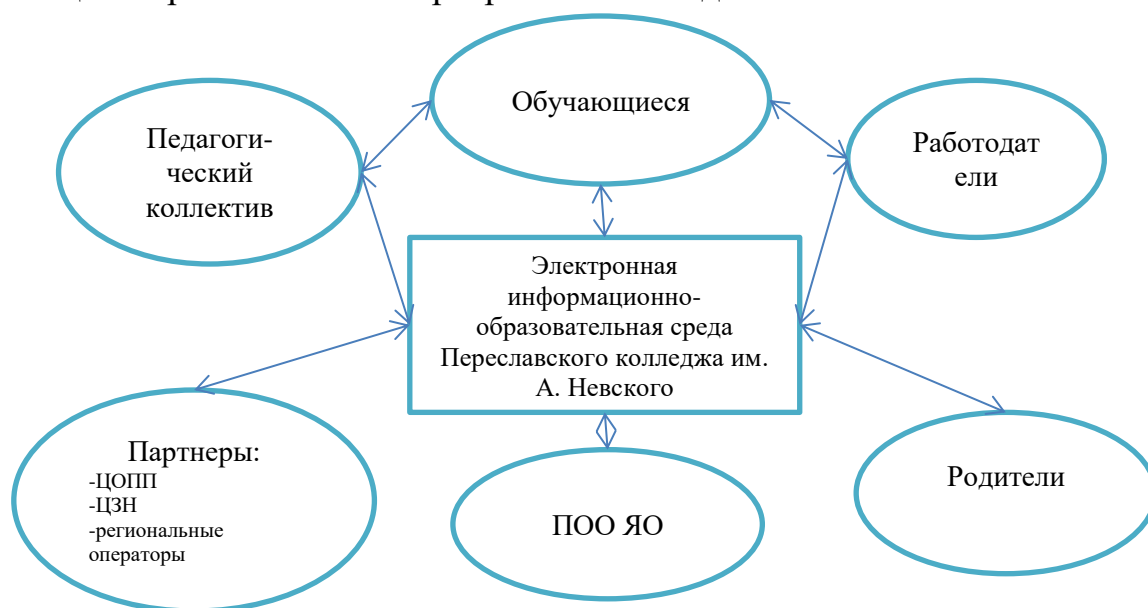 Обучающиеся
Педагоги-
ческий
коллектив
Работодат
ели
Электронная
информационно-
образовательная среда
Переславского колледжа им.
А. Невского
Партнеры:
-ЦОПП
-ЦЗН
-региональные
операторы
ПОО ЯО
Родители